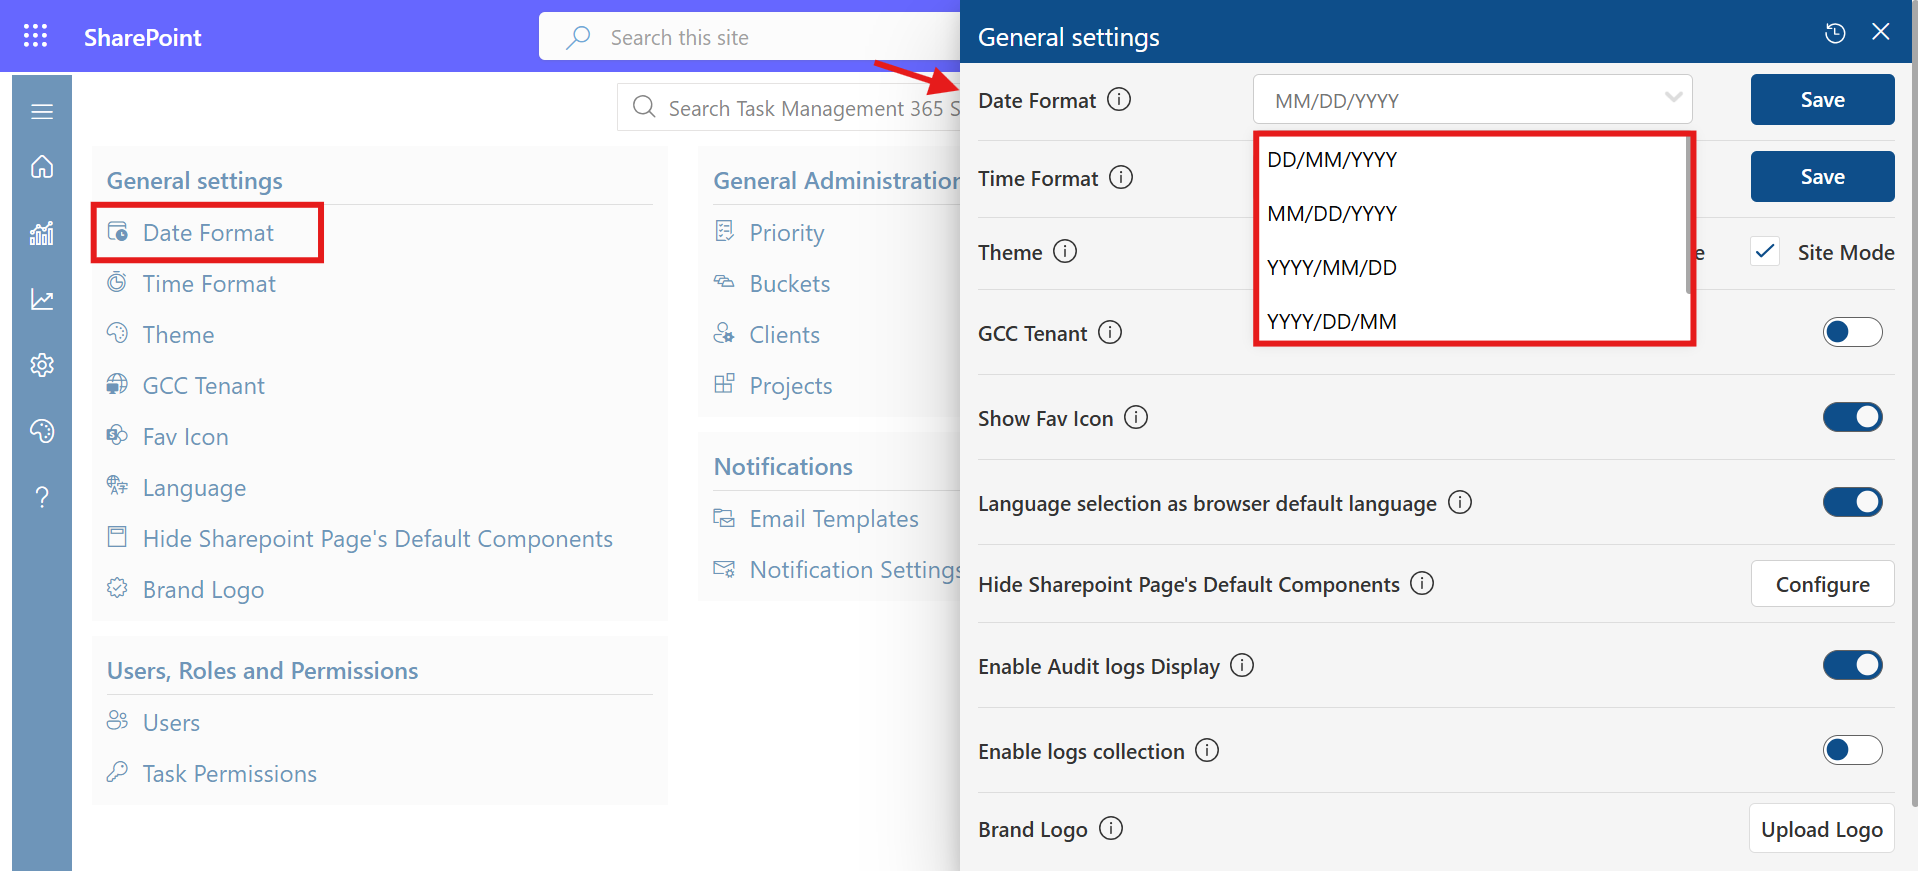 SharePoint
Search this site
Search Task Management 365 S
General settings
Date Format
Time Format
Theme
GCC Tenant
Fav Icon
Language
Hide Sharepoint Page's Default Components
Brand Logo
Users, Roles and Permissions
Users
Task Permissions
General Administration
Priority
Buckets
Clients
Projects
Notifications
Email Templates
Notification Settings
General settings
Date Format
MM/DD/YYYY
Save
DD/MM/YYYY
MM/DD/YYYY
YYYY/MM/DD
YYYY/DD/MM
Time Format
Save
Theme
e
Site Mode
GCC Tenant
Show Fav Icon
Language selection as browser default language
Hide Sharepoint Page's Default Components
Configure
Enable Audit logs Display
Enable logs collection
Brand Logo
Upload Logo